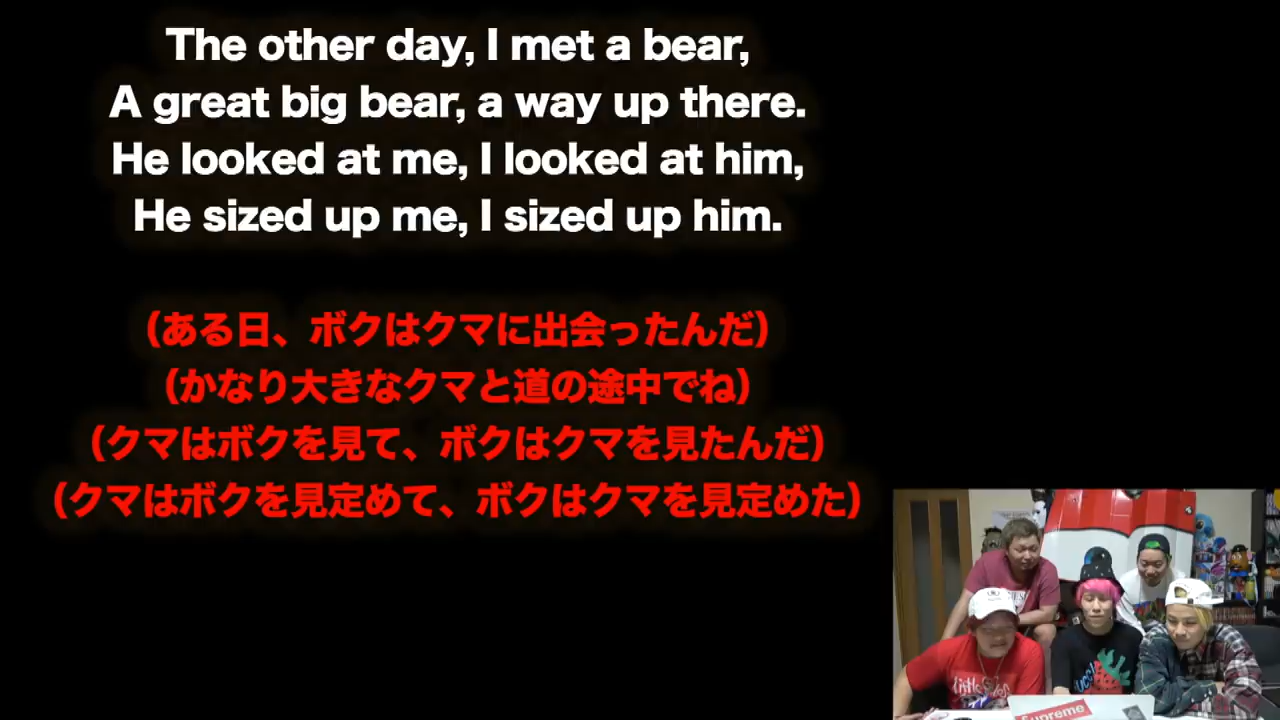 The other day, I met a bear,
A great big bear, a way up there.
He looked at me, I looked at him,
He sized up me, I sized up him.
（ある日、ボクはクマに出会ったんだ）
（かなり大きなクマと道の途中でね）
（クマはボクを見て、ボクはクマを見たんだ）
（クマはボクを見定めて、ボクはクマを見定めた）
Supreme